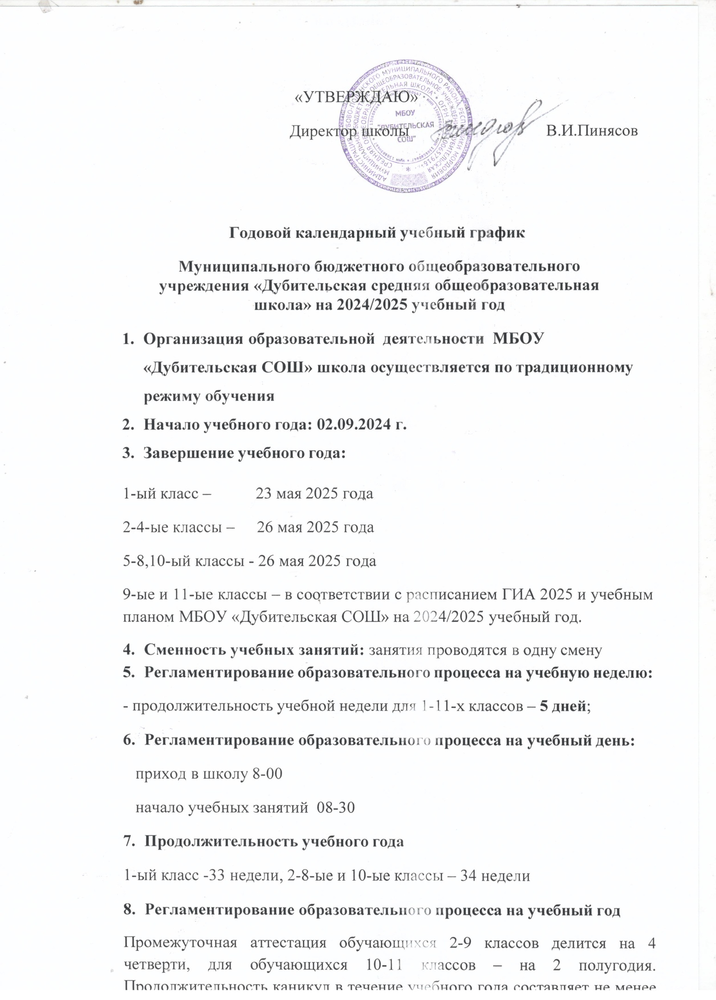 «УТВЕРЖДАЮ»
МБОУ
"ДУБИТЕЛЬСКАЯ
СОШ"
Директор школы В.И.Пинясов
Годовой календарный учебный график
Муниципального бюджетного общеобразовательного
учреждения «Дубительская средняя общеобразовательная
школа» на 2024/2025 учебный год
1. Организация образовательной деятельности МБОУ
«Дубительская СОШ» школа осуществляется по традиционному
режиму обучения
2. Начало учебного года: 02.09.2024 г.
3. Завершение учебного года:
1-ый класс – 23 мая 2025 года
2-4-ые классы – 26 мая 2025 года
5-8,10-ый классы - 26 мая 2025 года
9-ые и 11-ые классы – в соответствии с расписанием ГИА 2025 и учебным
планом МБОУ «Дубительская СОШ» на 2024/2025 учебный год.
4. Сменность учебных занятий: занятия проводятся в одну смену
5. Регламентирование образовательного процесса на учебную неделю:
- продолжительность учебной недели для 1-11-х классов – 5 дней;
6. Регламентирование образовательного процесса на учебный день:
приход в школу 8-00
начало учебных занятий 08-30
7. Продолжительность учебного года
1-ый класс -33 недели, 2-8-ые и 10-ые классы – 34 недели
8. Регламентирование образовательного процесса на учебный год
Промежуточная аттестация обучающихся 2-9 классов делится на 4
четверти, для обучающихся 10-11 классов – на 2 полугодия.
Продолжительность каникул в течение учебного года составляет не менее